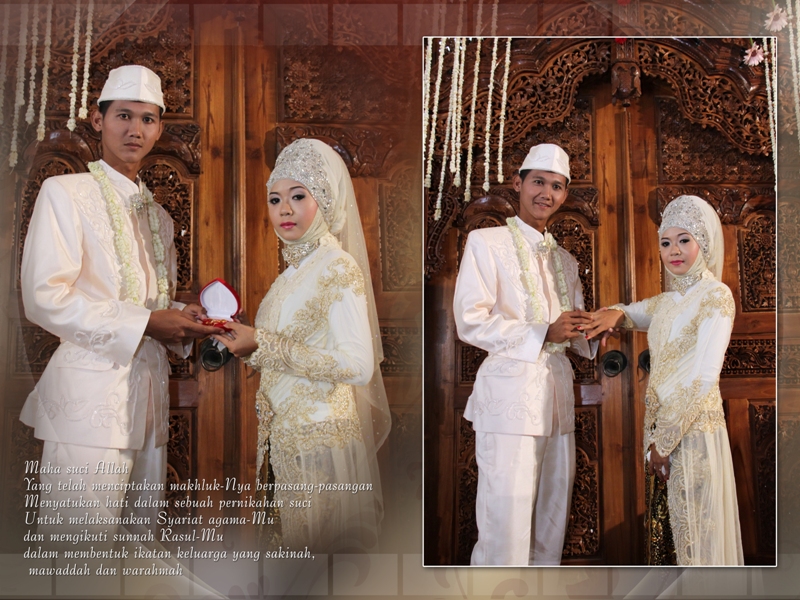 Maha suci Allah
Yang telah menciptakan makhluk-Nya berpasang-pasangan
Menyatukan hati dalam sebuah pernikahan suci
Untuk melaksanakan Syariat agama-Mu
dan mengikuti sunnah Rasul-Mu
dalam membentuk ikatan keluarga yang sakinah,
mawaddah dan warahmah